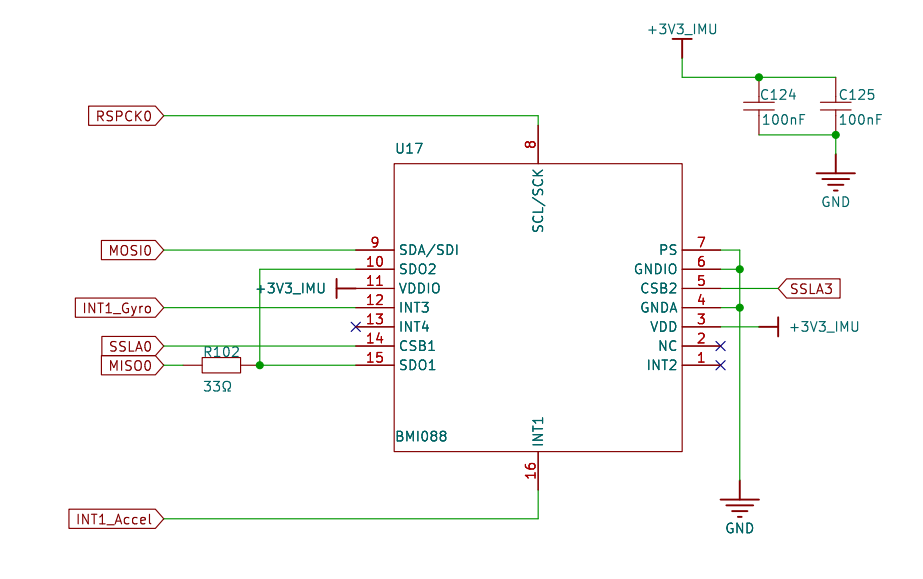 +3V3_IMU
C124
C125
100nF
100nF
GND
RSPCK0
U17
8
SCL/SCK
MOSI0
9
SDA/SDI
PS
7
10
SDO2
GNDIO
6
+3V3_IMU
11
VDDIO
CSB2
5
SSLA3
INT1_Gyro
12
INT3
GNDA
4
13
INT4
VDD
3
+3V3_IMU
SSLA0
14
CSB1
NC
2
R102
MISO0
15
SDO1
INT2
1
33Ω
BMI088
INT1
16
INT1_Accel
GND